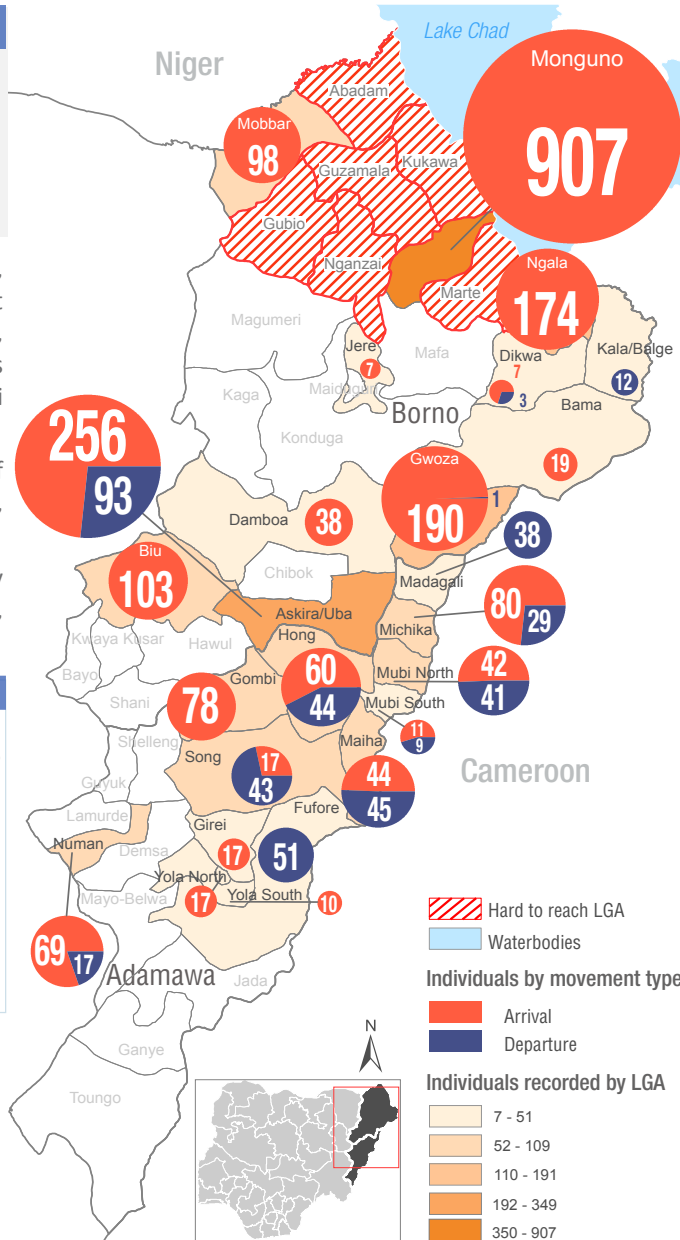 Lake Chad
Niger
Monguno
907
Abadam
Mobbar
98
Kukawa
Guzamala
Gubio
Nganzai
Ngala
174
Marte
Magumeri
Jere
7
Mafa
Dikwa
7
3
Kala/Balge
12
Kaga
Maiduguri
Borno
Bama
19
Konduga
256
93
Gwoza
190
1
Damboa
38
38
Biu
103
Chibok
Madagali
Askira/Uba
80
29
Michika
Kwaya Kusar
Hawul
Hong
60
44
Bayo
Gombi
78
Mubi North
42
41
Shani
Mubi South
11
9
Shelleng
Maiha
44
45
Song
17
43
Cameroon
Guyuk
Lamurde
Fufore
51
Girei
17
Numan
69
17
Demsa
Yola North
17
Yola South
10
Mayo-Belwa
Adamawa
Jada
Ganye
Toungo
N
Hard to reach LGA
Waterbodies
Individuals by movement type
Arrival
Departure
Individuals recorded by LGA
7 - 51
52 - 109
110 - 191
192 - 349
350 - 907